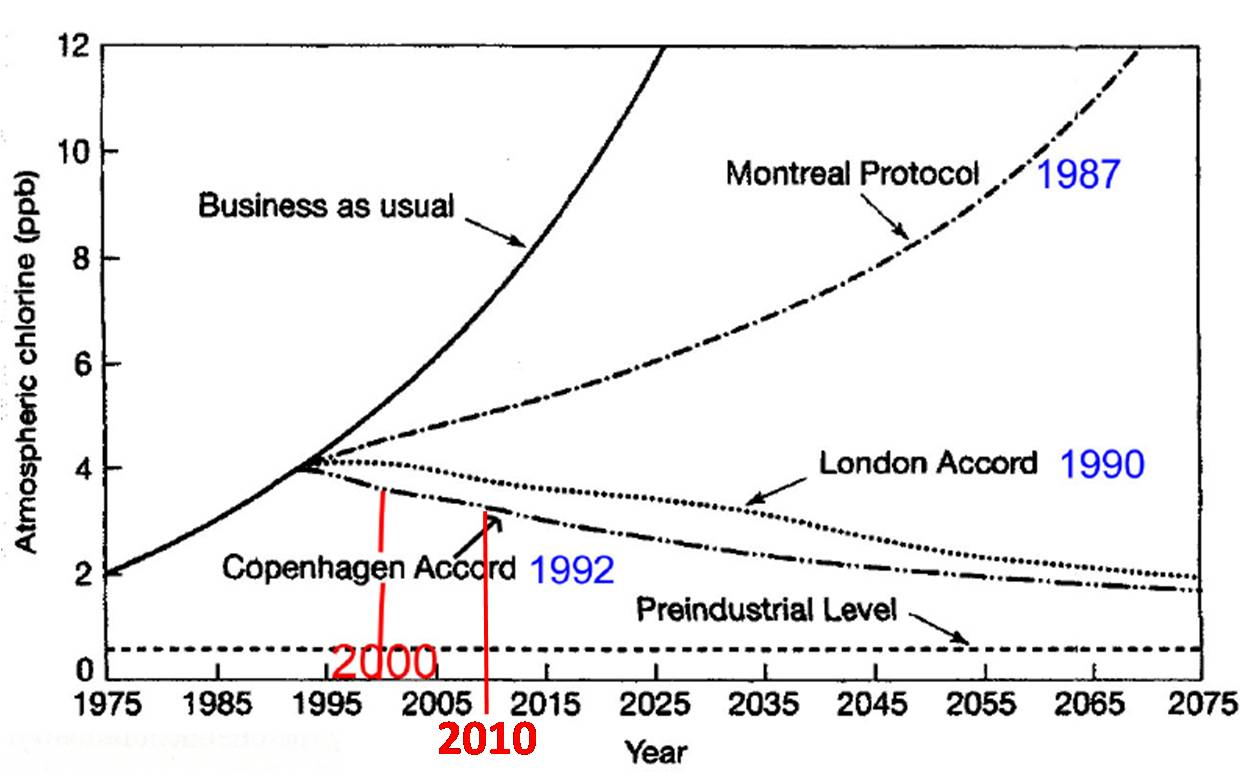 12
10
8
6
4
2
0
Atmospheric chlorine (ppb)
Business as usual
Montreal Protocol 1987
London Accord 1990
Copenhagen Accord 1992
Preindustrial Level
2000
1975 1985 1995 2005 2015 2025 2035 2045 2055 2065 2075
2010
Year